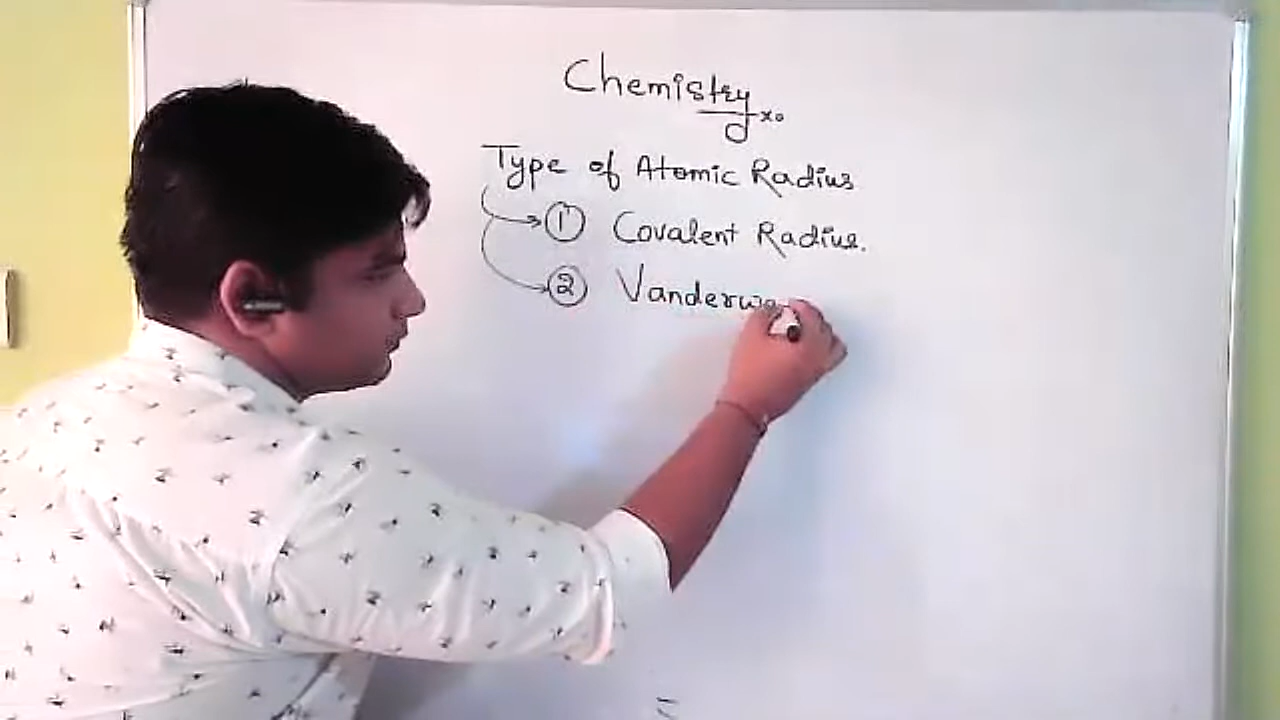 Chemistry
Type of Atomic Radius
① Covalent Radius.
② Vanderwa